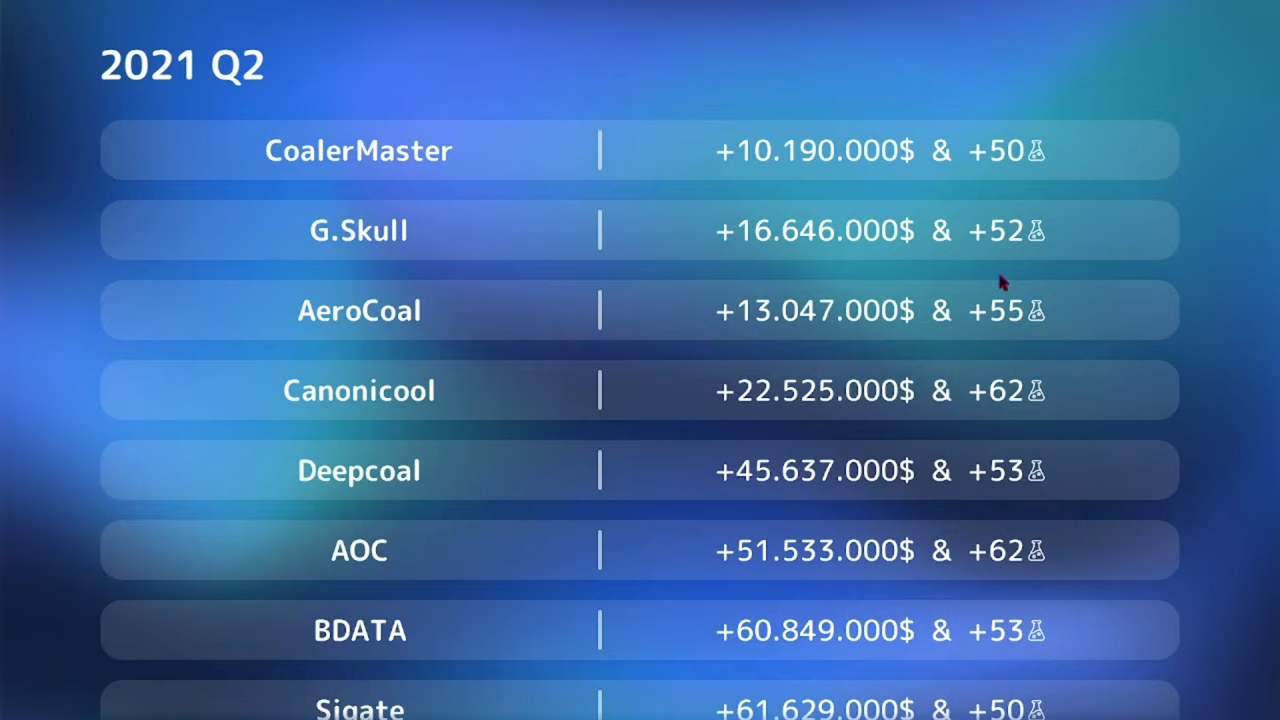 2021 Q2
CoalerMaster | +10.190.000$ & +50
G.Skull | +16.646.000$ & +52
AeroCoal | +13.047.000$ & +55
Canonicool | +22.525.000$ & +62
Deepcoal | +45.637.000$ & +53
AOC | +51.533.000$ & +62
BDATA | +60.849.000$ & +53
Sigate | +61.629.000$ & +50